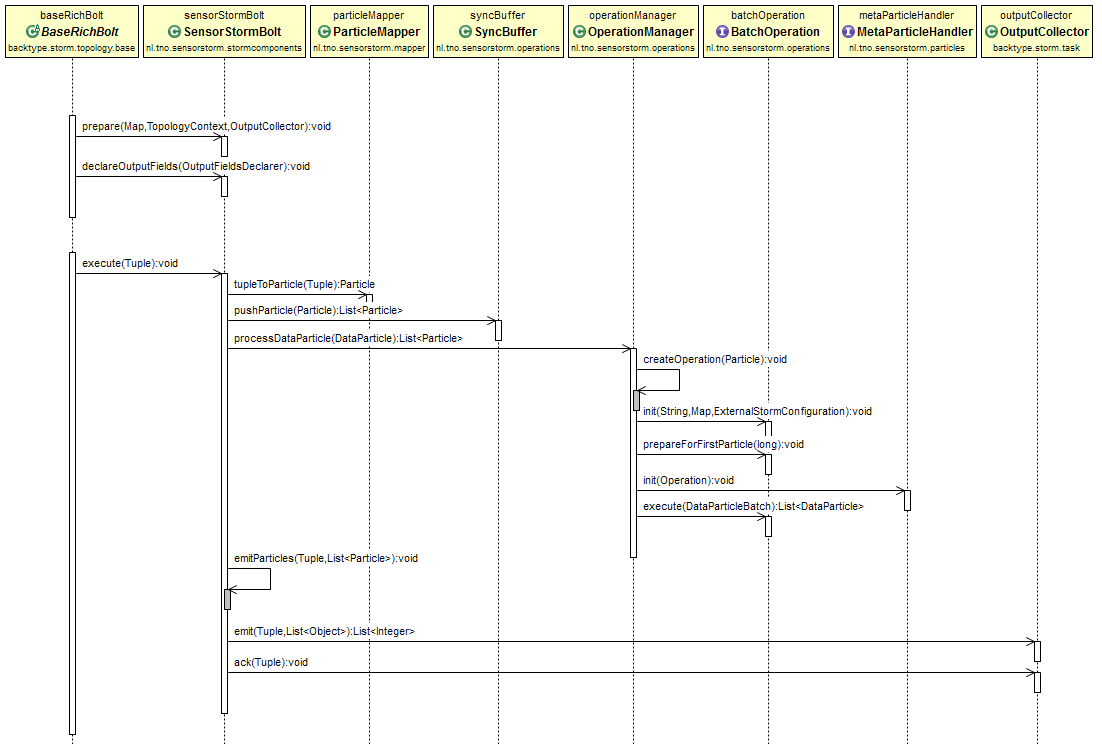 baseRichBolt
BaseRichBolt
backtype.storm.topology.base
sensorStormBolt
SensorStormBolt
nl.tno.sensorstorm.stormcomponents
particleMapper
ParticleMapper
nl.tno.sensorstorm.mapper
syncBuffer
SyncBuffer
nl.tno.sensorstorm.operations
operationManager
OperationManager
nl.tno.sensorstorm.operations
batchOperation
BatchOperation
nl.tno.sensorstorm.operations
metaParticleHandler
MetaParticleHandler
nl.tno.sensorstorm.particles
outputCollector
OutputCollector
backtype.storm.task
prepare(Map,TopologyContext,OutputCollector):void
declareOutputFields(OutputFieldsDeclarer):void
execute(Tuple):void
tupleToParticle(Tuple):Particle
pushParticle(Particle):List<Particle>
processDataParticle(DataParticle):List<Particle>
createOperation(Particle):void
init(String,Map,ExternalStormConfiguration):void
prepareForFirstParticle(long):void
init(Operation):void
execute(DataParticleBatch):List<DataParticle>
emitParticles(Tuple,List<Particle>):void
emit(Tuple,List<Object>):List<Integer>
ack(Tuple):void